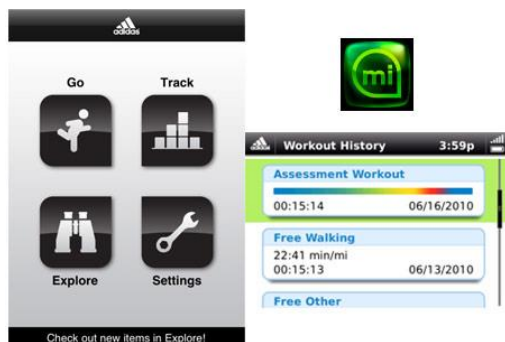 adidas
Go
Track
Explore
Settings
Check out new items in Explore!
mi
Workout History
3:59p
Assessment Workout
00:15:14
06/16/2010
Free Walking
22:41 min/mi
00:15:13
06/13/2010
Free Other